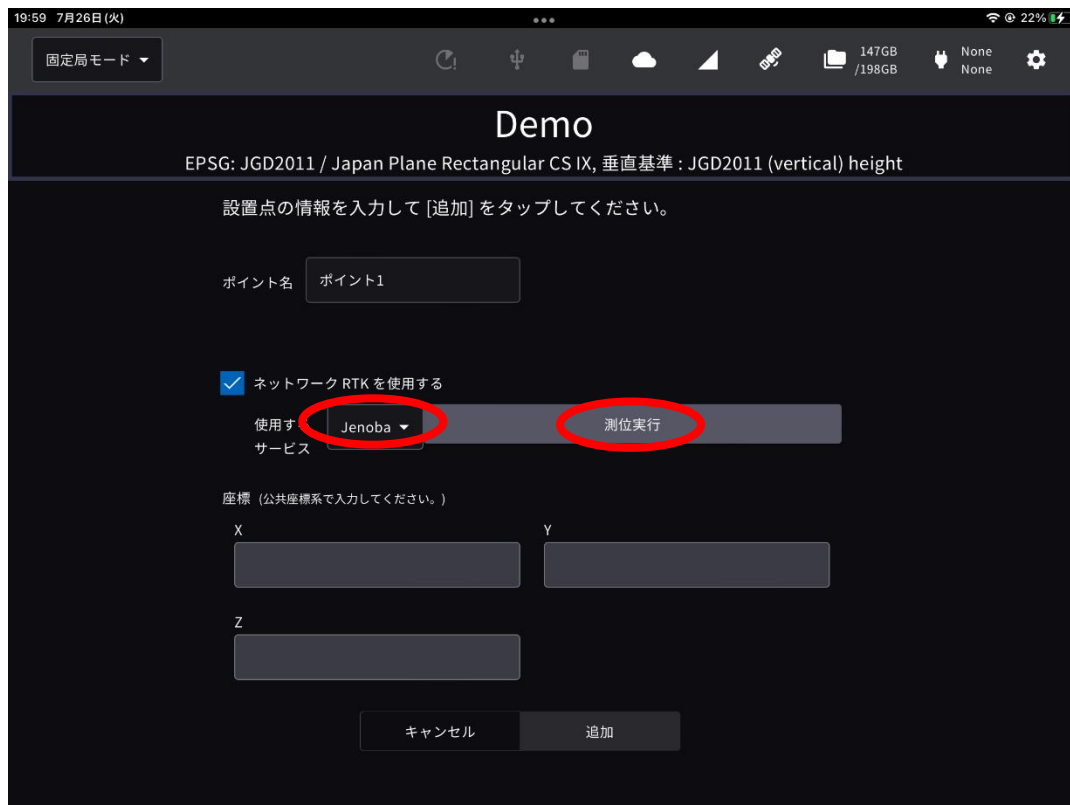 19:59 7月26日(火)
22%
固定局モード
147GB
/198GB
None
None
Demo
EPSG: JGD2011 / Japan Plane Rectangular CS IX, 垂直基準 : JGD2011 (vertical) height
設置点の情報を入力して [追加] をタップしてください。
ポイント名 ポイント1
ネットワーク RTK を使用する
使用す
サービス
Jenoba
測位実行
座標 (公共座標系で入力してください。)
X Y
Z
キャンセル 追加